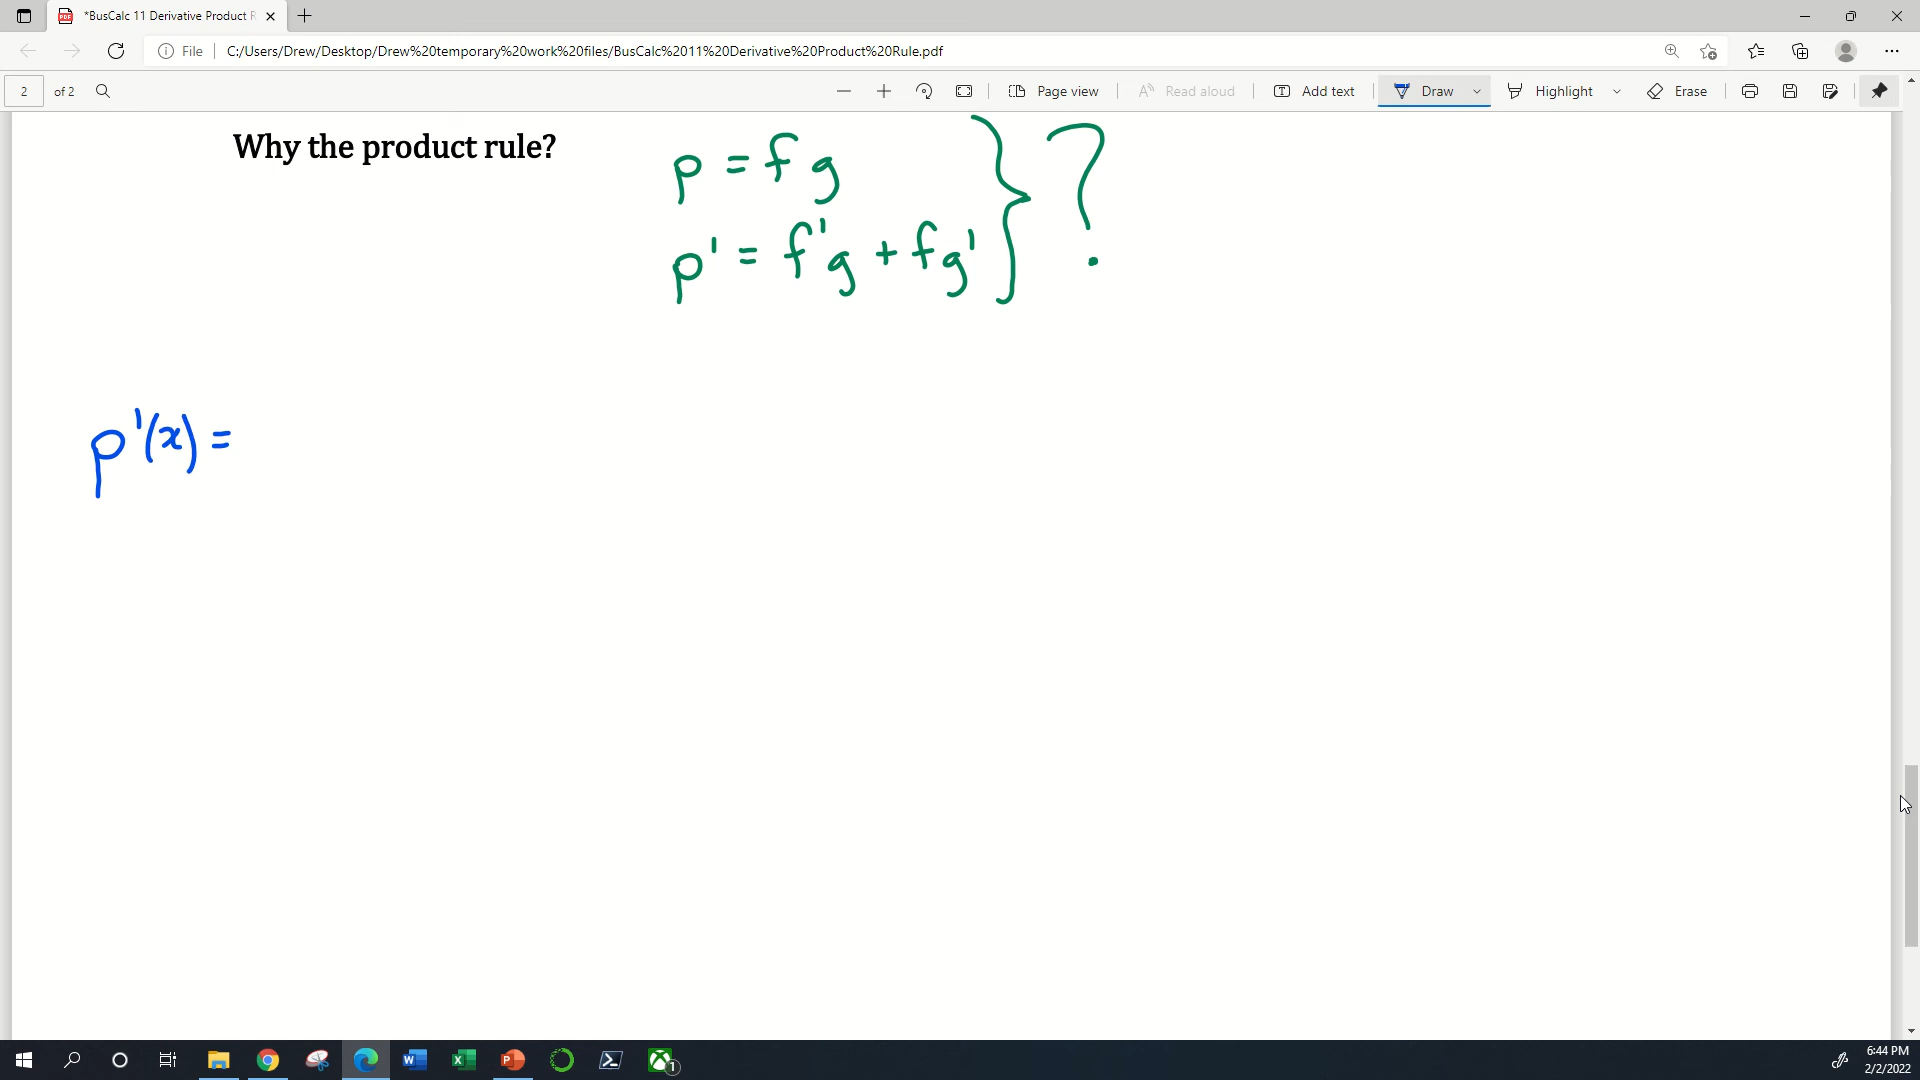 *BusCalc 11 Derivative Product R
File
C:/Users/Drew/Desktop/Drew%20temporary%20work%20files/BusCalc%2011%20Derivative%20Product%20Rule.pdf
2 of 2
Page view
Read aloud
Add text
Draw
Highlight
Erase
Why the product rule?
p = f g
p' = f'g + fg'
} ?
p'(x) =
6:44 PM
2/2/2022
1